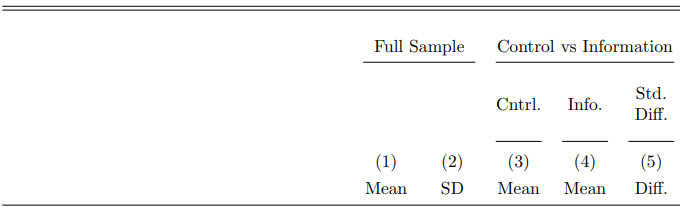 Full Sample Control vs Information
Cntrl. Info. Std. Diff.
(1) (2) (3) (4) (5)
Mean SD Mean Mean Diff.